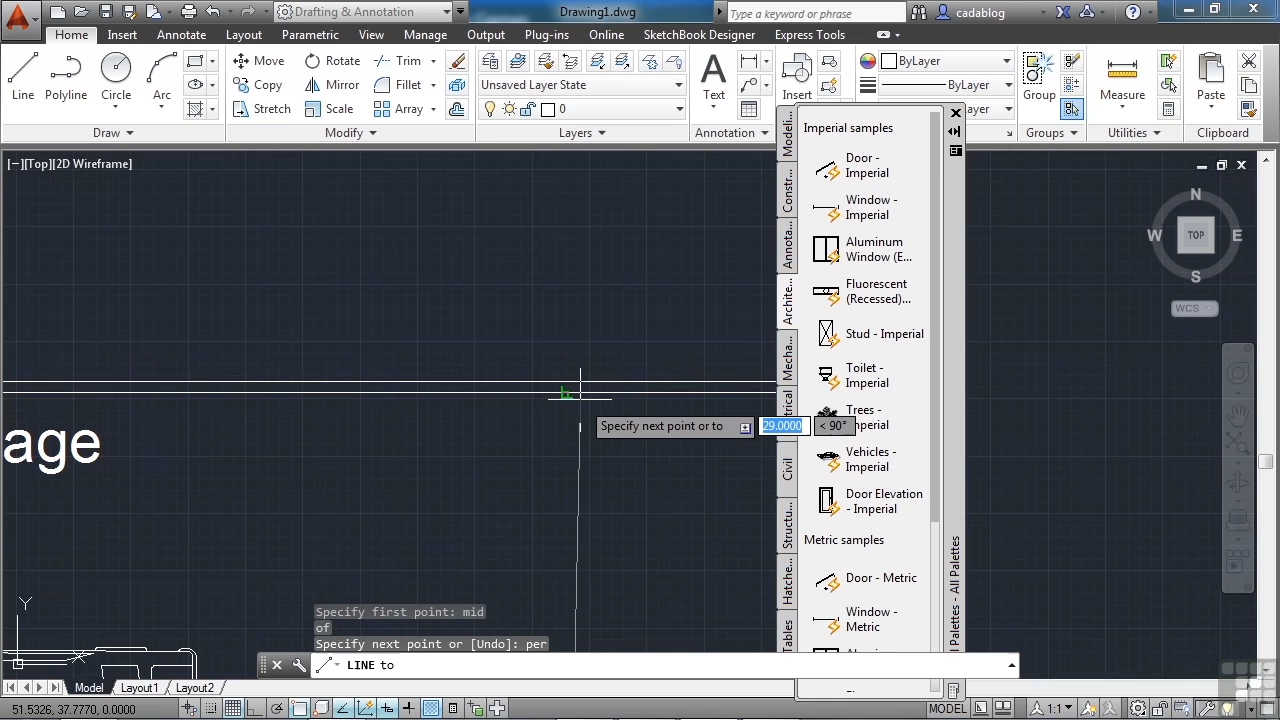 Drafting & Annotation
Drawing1.dwg
Type a keyword or phrase
cadablog
Home
Insert
Annotate
Layout
Parametric
View
Manage
Output
Plug-ins
Online
SketchBook Designer
Express Tools
Line
Polyline
Circle
Arc
Move
Rotate
Trim
Copy
Mirror
Fillet
Stretch
Scale
Array
Unsaved Layer State
0
Text
Insert
ByLayer
ByLayer
Layer
Group
Measure
Paste
Draw
Modify
Layers
Annotation
Groups
Utilities
Clipboard
[−][Top][2D Wireframe]
Modeli...
Constr...
Annota...
Archite...
Mecha...
trical
Civil
Structu...
Hatche...
Tables
Imperial samples
Door - Imperial
Window - Imperial
Aluminum Window (E...
Fluorescent (Recessed)...
Stud - Imperial
Toilet - Imperial
Trees - mperial
Vehicles - Imperial
Door Elevation - Imperial
Metric samples
Door - Metric
Window - Metric
l Palettes - All Palettes
N
W
TOP
E
S
WCS
age
Specify next point or to
29.0000
< 90°
Y
Specify first point: mid
of
Specify next point or [Undo]: per
LINE to
Model
Layout1
Layout2
51.5326, 37.7770, 0.0000
MODEL
1:1